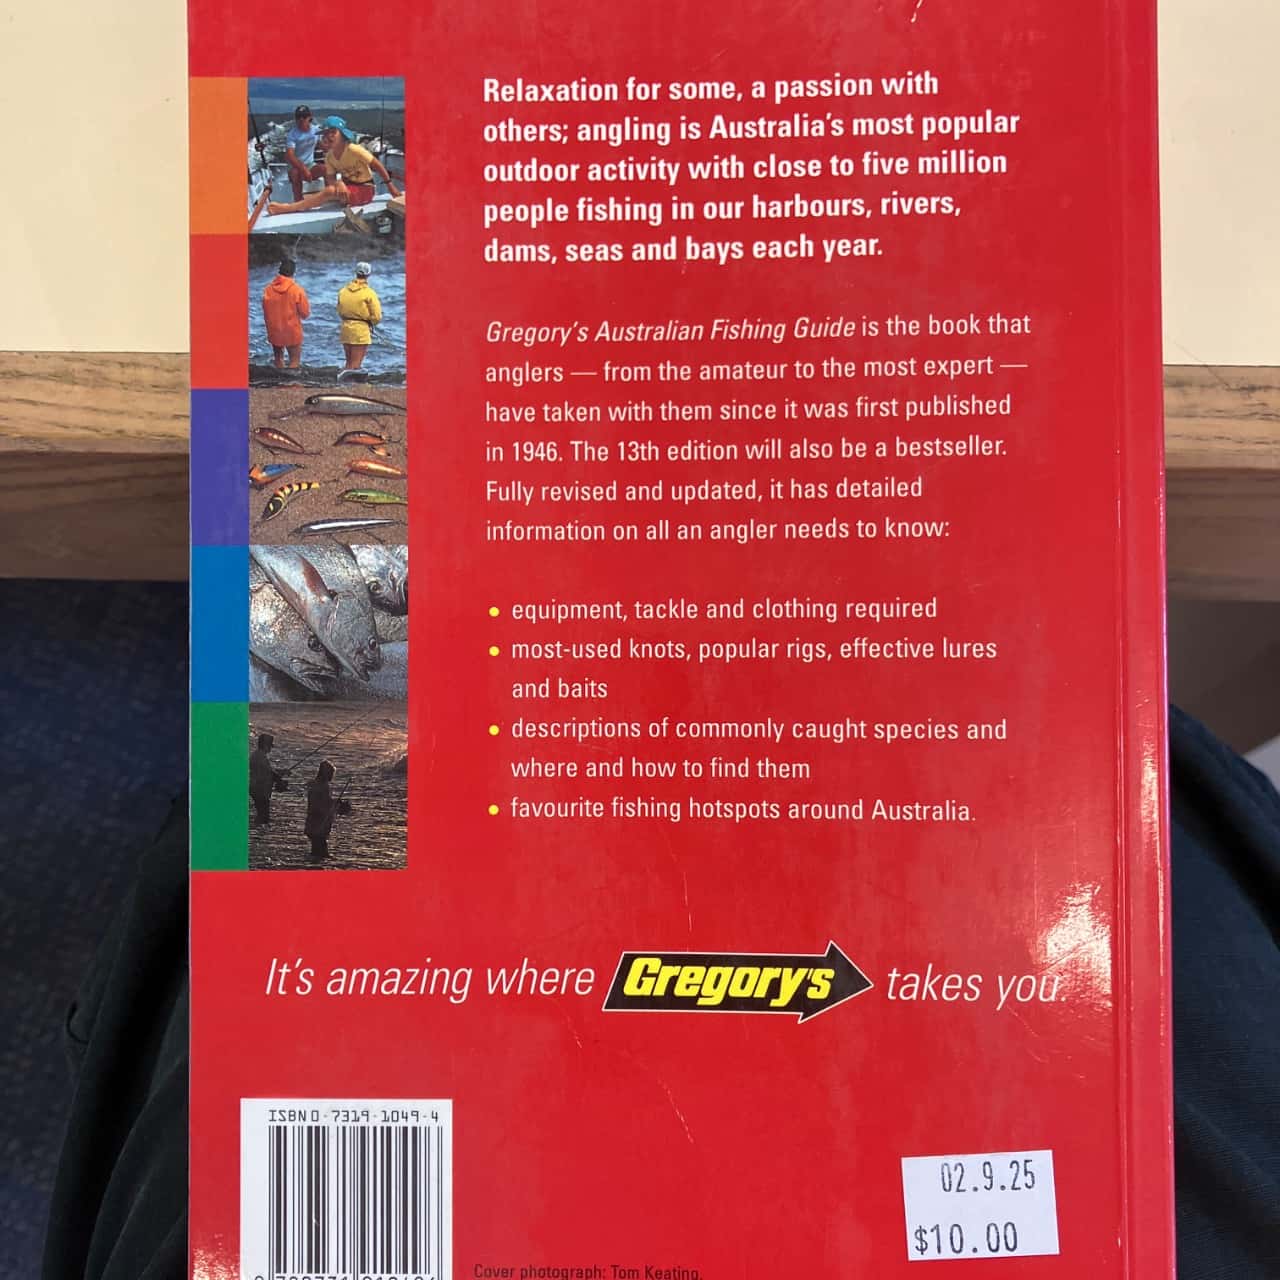 Relaxation for some, a passion with
others; angling is Australia's most popular
outdoor activity with close to five million
people fishing in our harbours, rivers,
dams, seas and bays each year.
Gregory's Australian Fishing Guide is the book that
anglers — from the amateur to the most expert —
have taken with them since it was first published
in 1946. The 13th edition will also be a bestseller.
Fully revised and updated, it has detailed
information on all an angler needs to know:
• equipment, tackle and clothing required
• most-used knots, popular rigs, effective lures
and baits
• descriptions of commonly caught species and
where and how to find them
• favourite fishing hotspots around Australia.
It's amazing where Gregory's takes you.
ISBN 0-7319-1049-4
02.9.25
$10.00
Cover photograph: Tom Keating.